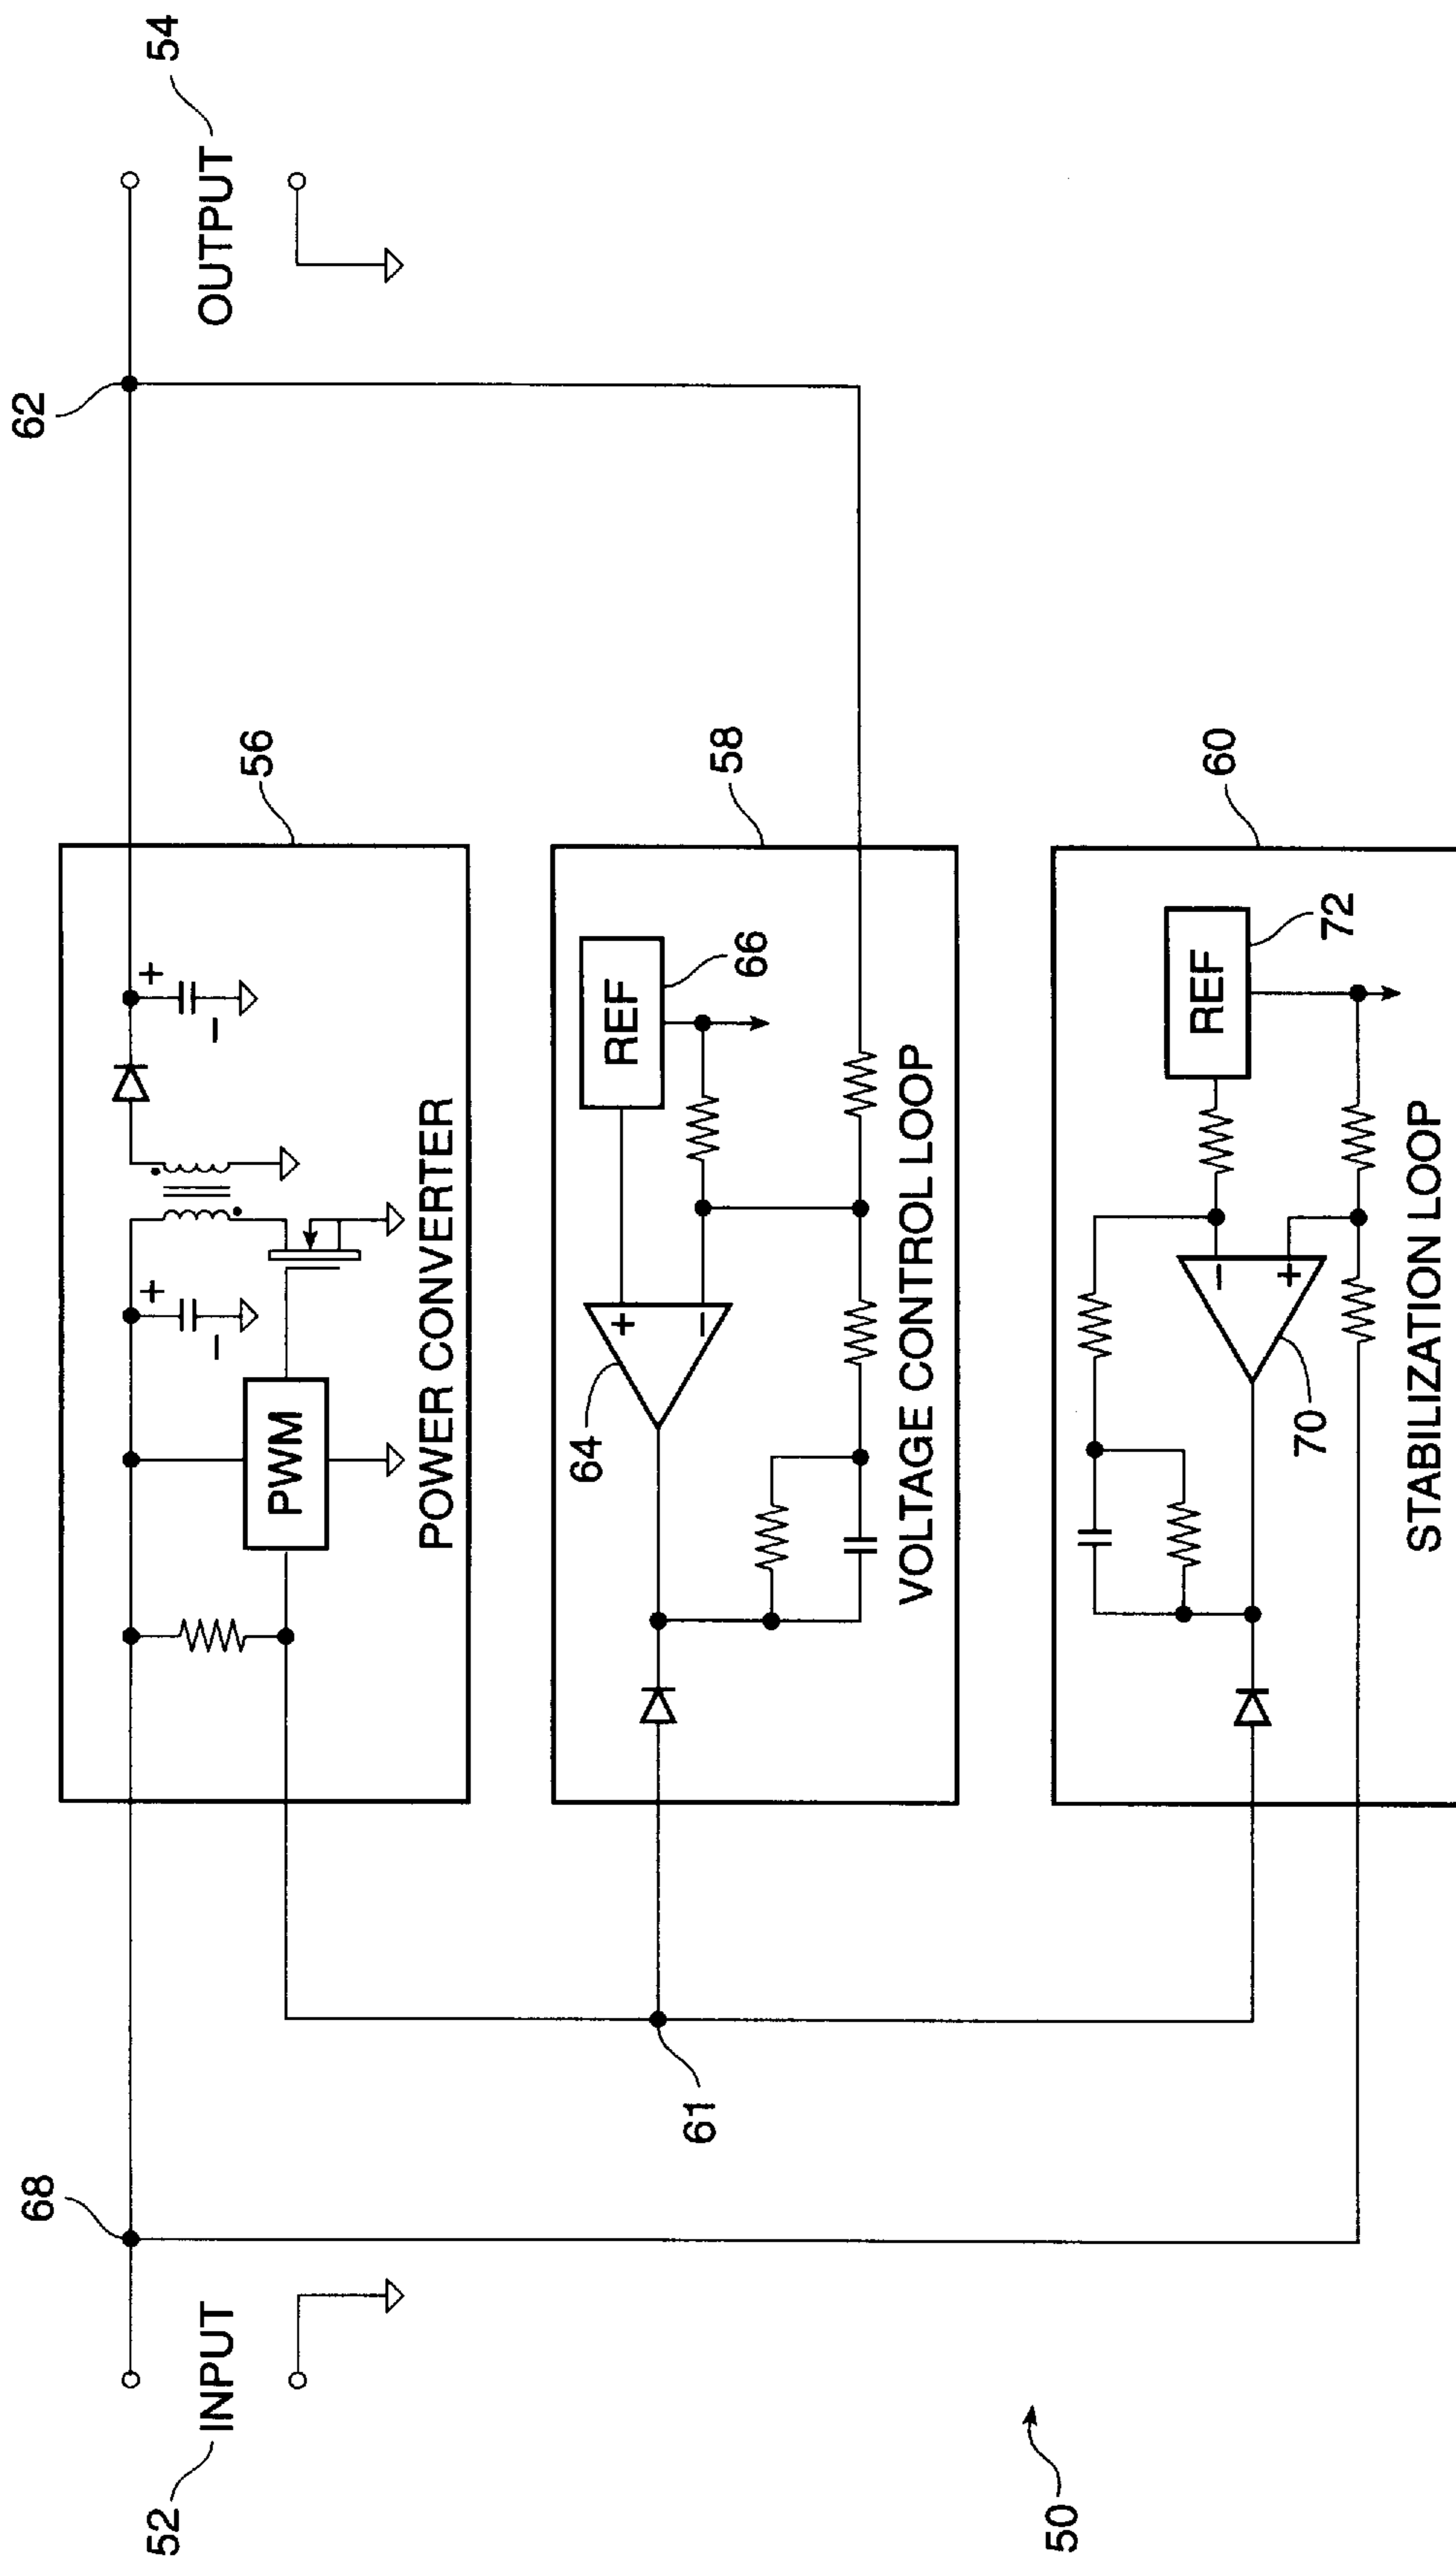 54
OUTPUT
62
56
+
-
+
-
PWM
POWER CONVERTER
58
REF
66
+
-
64
VOLTAGE CONTROL LOOP
60
REF
72
-
+
70
STABILIZATION LOOP
61
68
INPUT
52
50